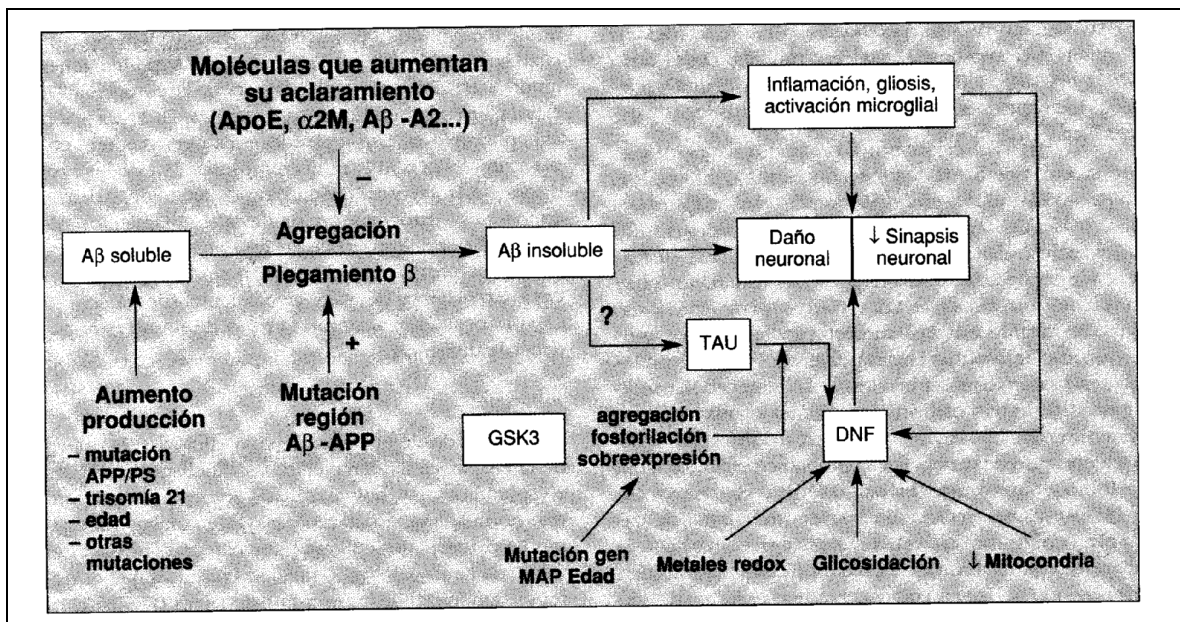 Moléculas que aumentan
su aclaramiento
(ApoE, α2M, Aβ -A2...)
–
Inflamación, gliosis,
activación microglial
Aβ soluble
Agregación
Plegamiento β
Aβ insoluble
Daño
neuronal
↓ Sinapsis
neuronal
+
?
TAU
Aumento
producción
– mutación
APP/PS
– trisomía 21
– edad
– otras
mutaciones
Mutación
región
Aβ -APP
GSK3
agregación
fosforilación
sobreexpresión
DNF
Mutación gen
MAP Edad
Metales redox
Glicosidación
↓ Mitocondria